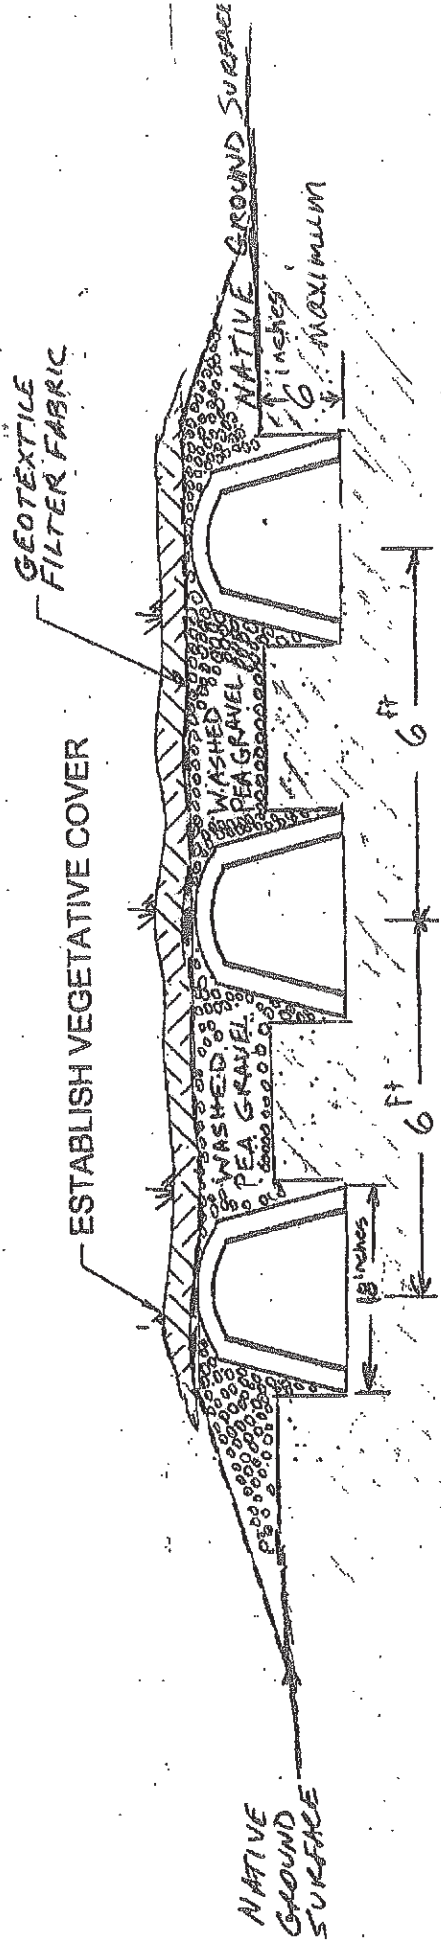 ESTABLISH VEGETATIVE COVER
GEOTEXTILE
FILTER FABRIC
NATIVE
GROUND
SURFACE
WASHED
PEA GRAVEL
WASHED
PEA GRAVEL
NATIVE GROUND SURFACE
6 inches
maximum
18 inches
6 ft
6 ft